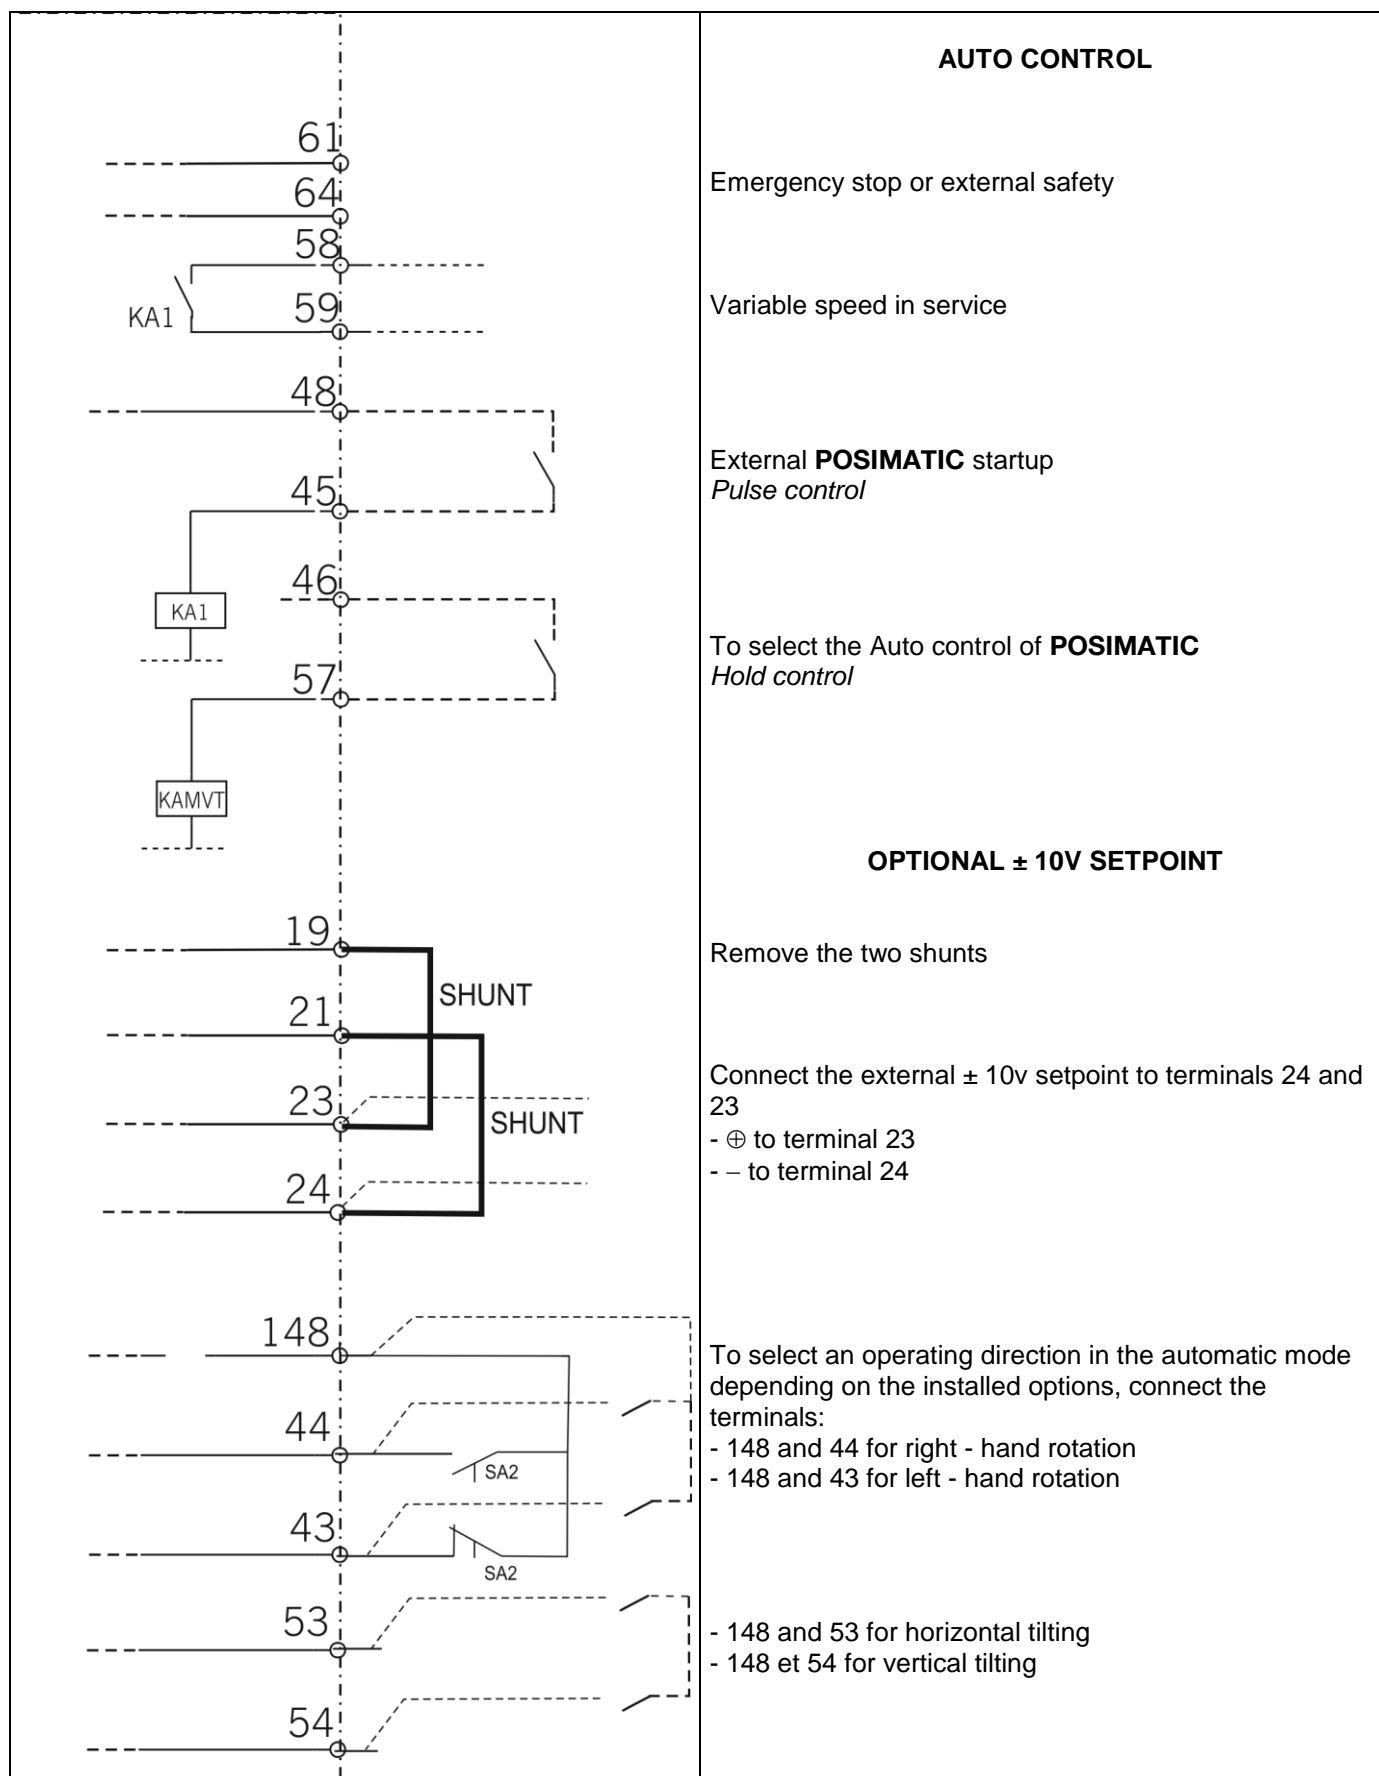 AUTO CONTROL
61
Emergency stop or external safety
64
58
59
Variable speed in service
KA1
48
External POSIMATIC startup
Pulse control
45
46
KA1
To select the Auto control of POSIMATIC
Hold control
57
KAMVT
OPTIONAL ± 10V SETPOINT
19
Remove the two shunts
SHUNT
21
Connect the external ± 10v setpoint to terminals 24 and
23
- ⊕ to terminal 23
- – to terminal 24
23
SHUNT
24
148
To select an operating direction in the automatic mode
depending on the installed options, connect the
terminals:
- 148 and 44 for right - hand rotation
- 148 and 43 for left - hand rotation
44
SA2
43
SA2
53
- 148 and 53 for horizontal tilting
- 148 et 54 for vertical tilting
54